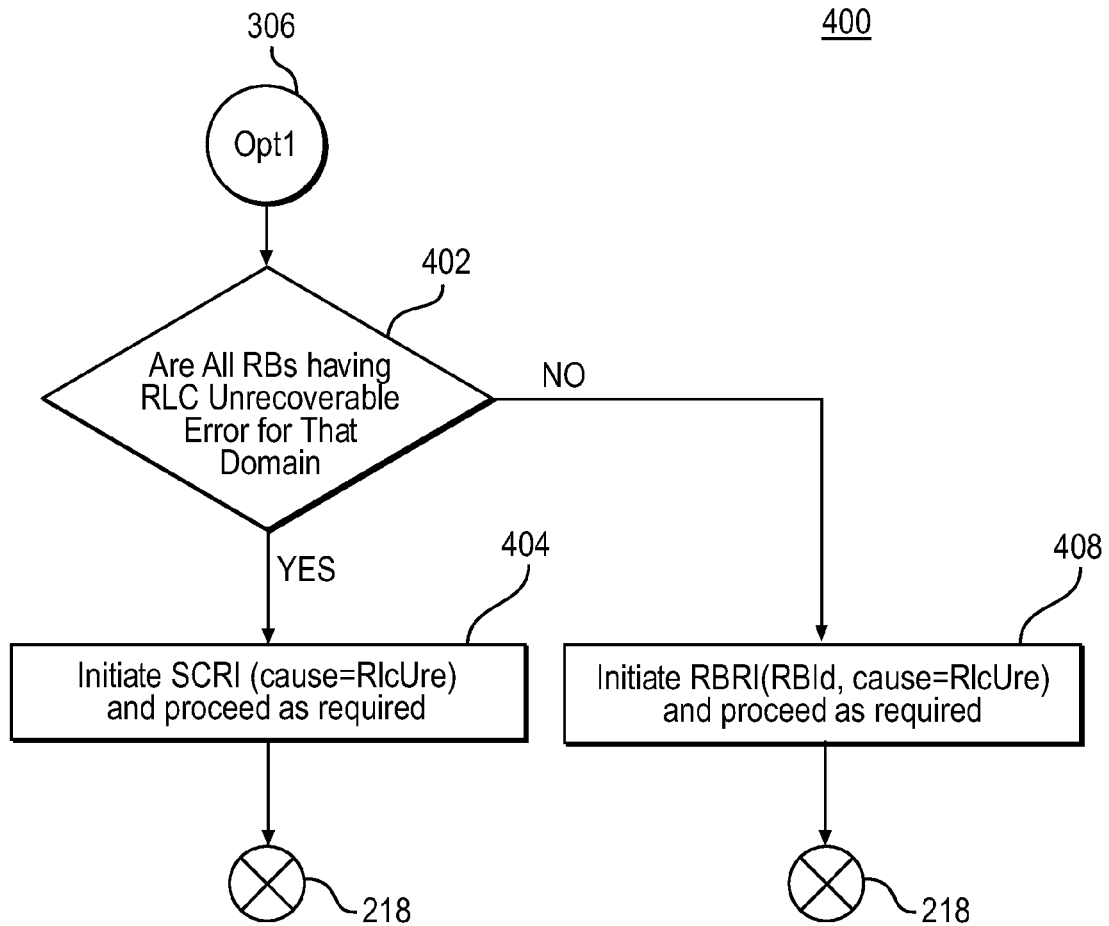 306
400
Opt1
402
Are All RBs having
RLC Unrecoverable
Error for That
Domain
NO
YES
404
408
Initiate SCRI (cause=RlcUre)
and proceed as required
Initiate RBRI(RBId, cause=RlcUre)
and proceed as required
218
218